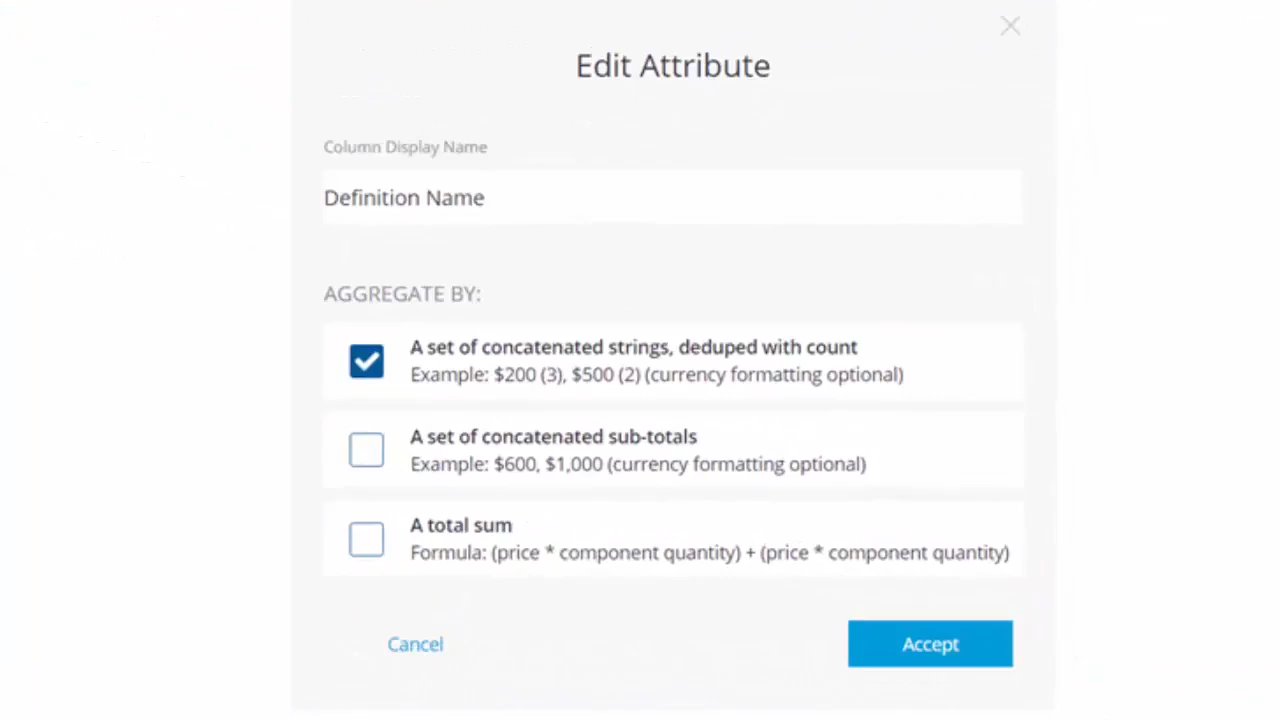 Edit Attribute
Column Display Name
Definition Name
AGGREGATE BY:
A set of concatenated strings, deduped with count
Example: $200 (3), $500 (2) (currency formatting optional)
A set of concatenated sub-totals
Example: $600, $1,000 (currency formatting optional)
A total sum
Formula: (price * component quantity) + (price * component quantity)
Cancel
Accept